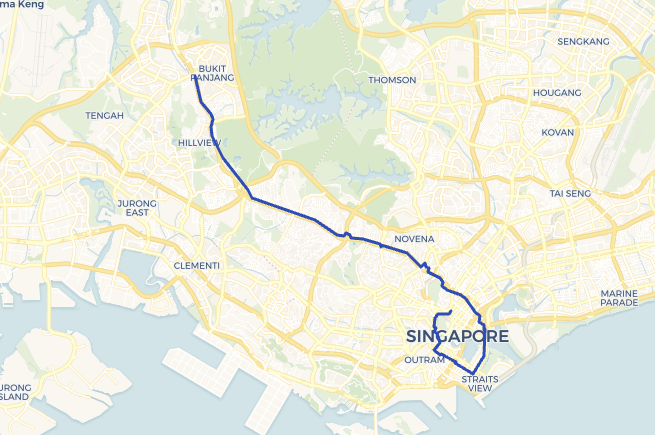 ma Keng
SENGKANG
BUKIT
PANJANG
THOMSON
HOUGANG
TENGAH
KOVAN
HILLVIEW
TAI SENG
JURONG
EAST
NOVENA
CLEMENTI
MARINE
PARADE
SINGAPORE
OUTRAM
STRAITS
VIEW
JURONG
ISLAND